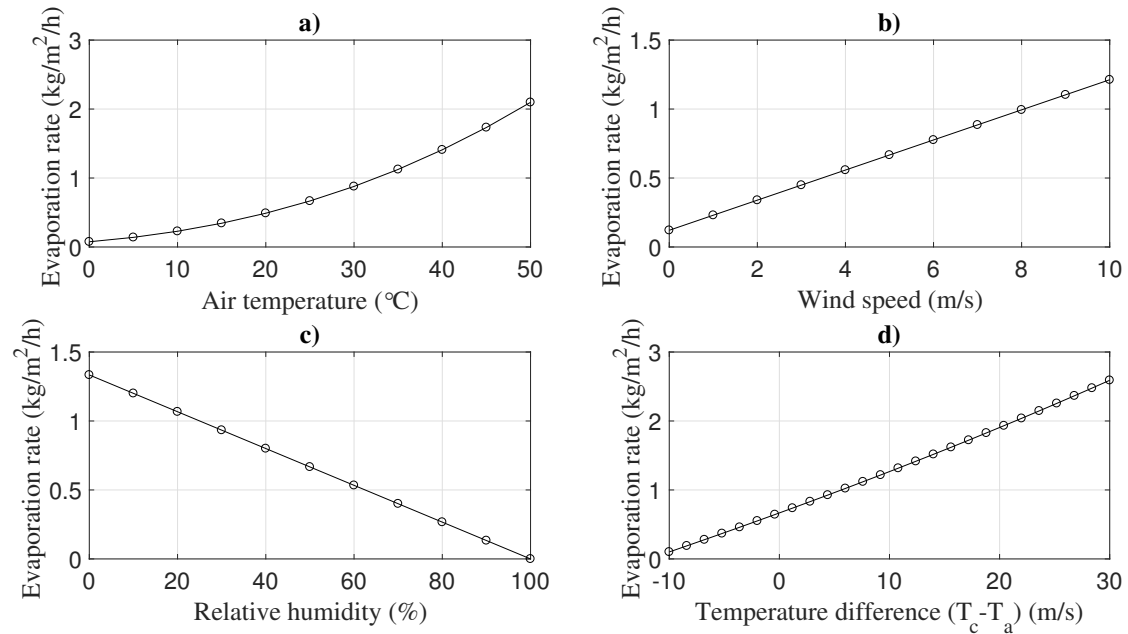 a)
Evaporation rate (kg/m²/h)
3
2
1
0
0 10 20 30 40 50
Air temperature (℃)
b)
Evaporation rate (kg/m²/h)
1.5
1
0.5
0
0 2 4 6 8 10
Wind speed (m/s)
c)
Evaporation rate (kg/m²/h)
1.5
1
0.5
0
0 20 40 60 80 100
Relative humidity (%)
d)
Evaporation rate (kg/m²/h)
3
2
1
0
-10 0 10 20 30
Temperature difference (T_c-T_a) (m/s)